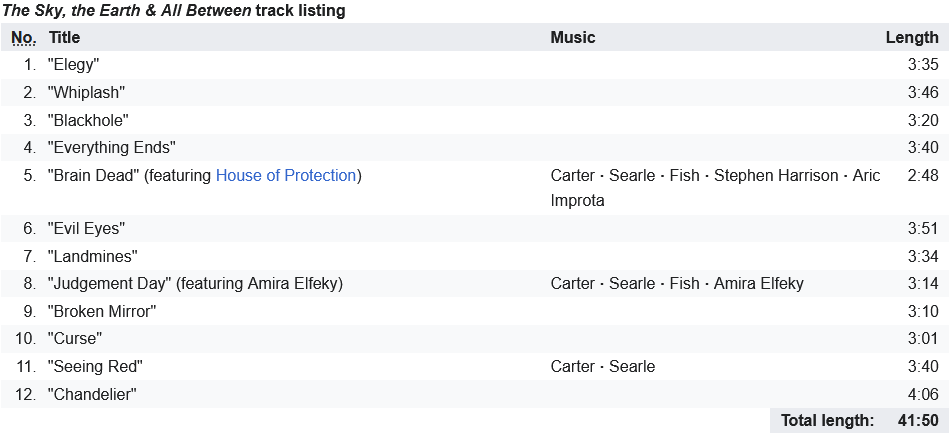 The Sky, the Earth & All Between track listing
No. Title Music Length
1. "Elegy" 3:35
2. "Whiplash" 3:46
3. "Blackhole" 3:20
4. "Everything Ends" 3:40
5. "Brain Dead" (featuring House of Protection) Carter · Searle · Fish · Stephen Harrison · Aric 2:48
Improta
6. "Evil Eyes" 3:51
7. "Landmines" 3:34
8. "Judgement Day" (featuring Amira Elfeky) Carter · Searle · Fish · Amira Elfeky 3:14
9. "Broken Mirror" 3:10
10. "Curse" 3:01
11. "Seeing Red" Carter · Searle 3:40
12. "Chandelier" 4:06
Total length: 41:50